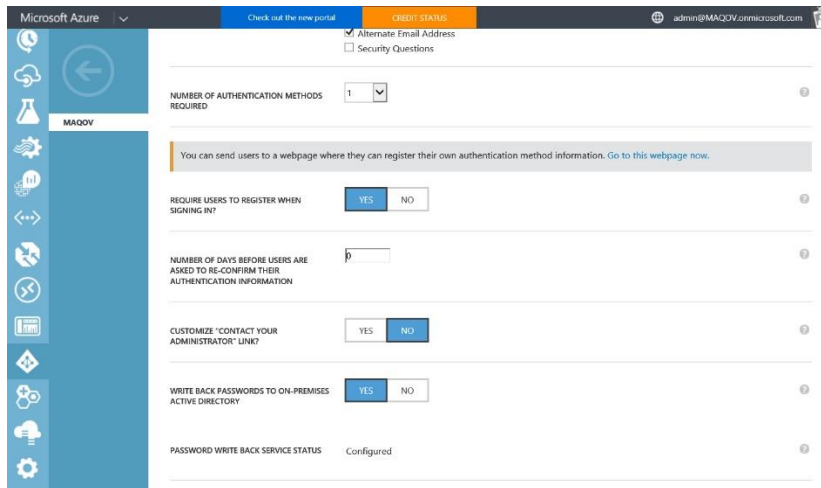 Microsoft Azure
Check out the new portal
CREDIT STATUS
admin@MAQOV.onmicrosoft.com
Alternate Email Address
Security Questions
NUMBER OF AUTHENTICATION METHODS
REQUIRED
1
MAQOV
You can send users to a webpage where they can register their own authentication method information. Go to this webpage now.
REQUIRE USERS TO REGISTER WHEN
SIGNING IN?
YES NO
NUMBER OF DAYS BEFORE USERS ARE
ASKED TO RE-CONFIRM THEIR
AUTHENTICATION INFORMATION
0
CUSTOMIZE "CONTACT YOUR
ADMINISTRATOR" LINK?
YES NO
WRITE BACK PASSWORDS TO ON-PREMISES
ACTIVE DIRECTORY
YES NO
PASSWORD WRITE BACK SERVICE STATUS
Configured